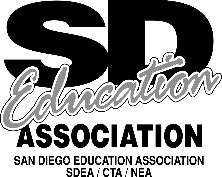 SD
Education
ASSOCIATION
SAN DIEGO EDUCATION ASSOCIATION
SDEA / CTA / NEA